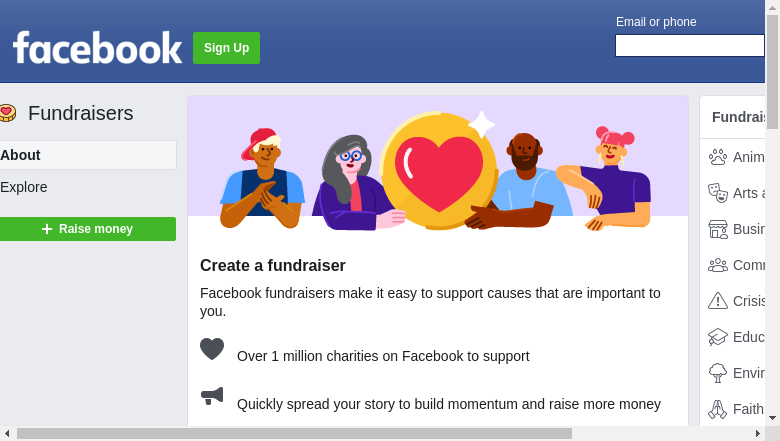 facebook
Sign Up
Email or phone
Fundraisers
About
Explore
Raise money
Create a fundraiser
Facebook fundraisers make it easy to support causes that are important to
you.
Over 1 million charities on Facebook to support
Quickly spread your story to build momentum and raise more money
Fundrai
Anim
Arts a
Busin
Comm
Crisis
Educ
Envir
Faith